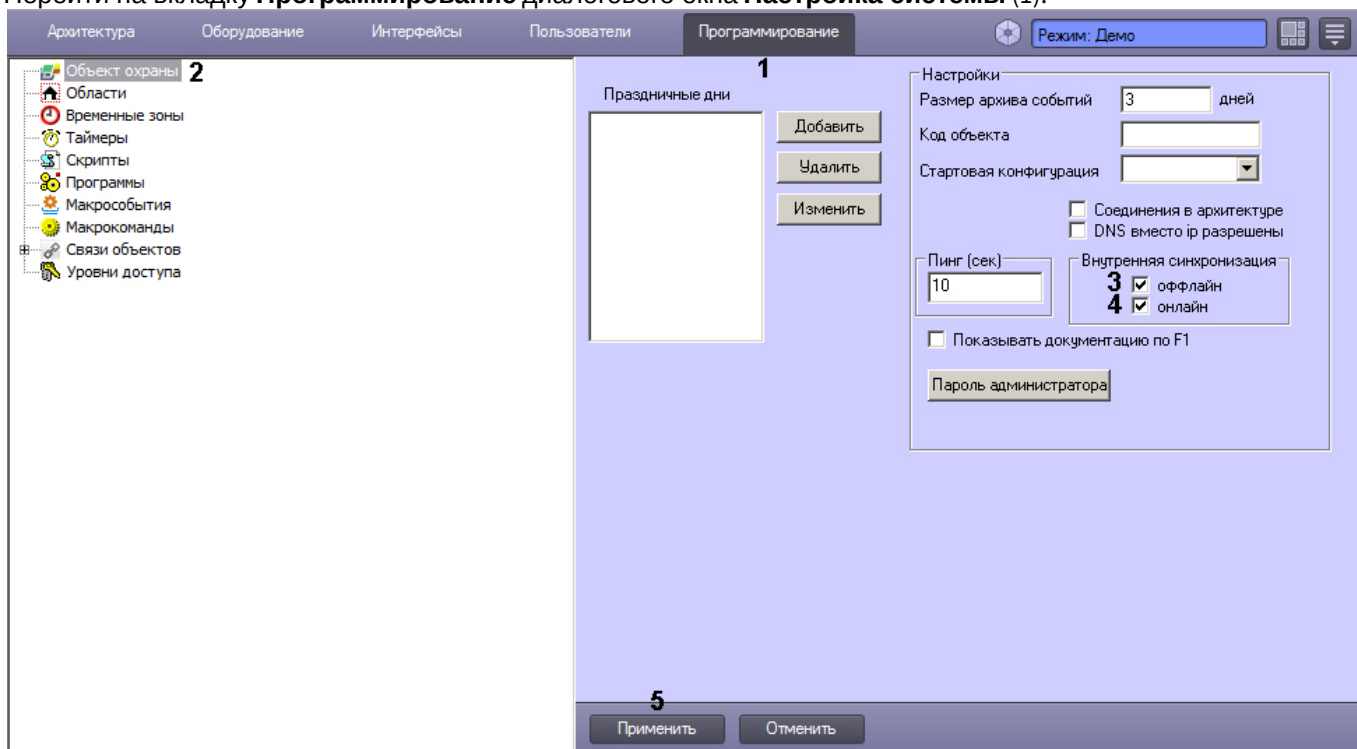 Перейти на вкладку Программирование диалогового окна Настройка системы (1).
Архитектура Оборудование Интерфейсы Пользователи Программирование Режим: Демо
1
Объект охраны 2
Области
Временные зоны
Таймеры
Скрипты
Программы
Макрособытия
Макрокоманды
Связи объектов
Уровни доступа
Праздничные дни
Добавить
Удалить
Изменить
Настройки
Размер архива событий 3 дней
Код объекта
Стартовая конфигурация
Соединения в архитектуре
DNS вместо ip разрешены
Пинг (сек)
10
Внутренняя синхронизация
3 оффлайн
4 онлайн
Показывать документацию по F1
Пароль администратора
5
Применить Отменить